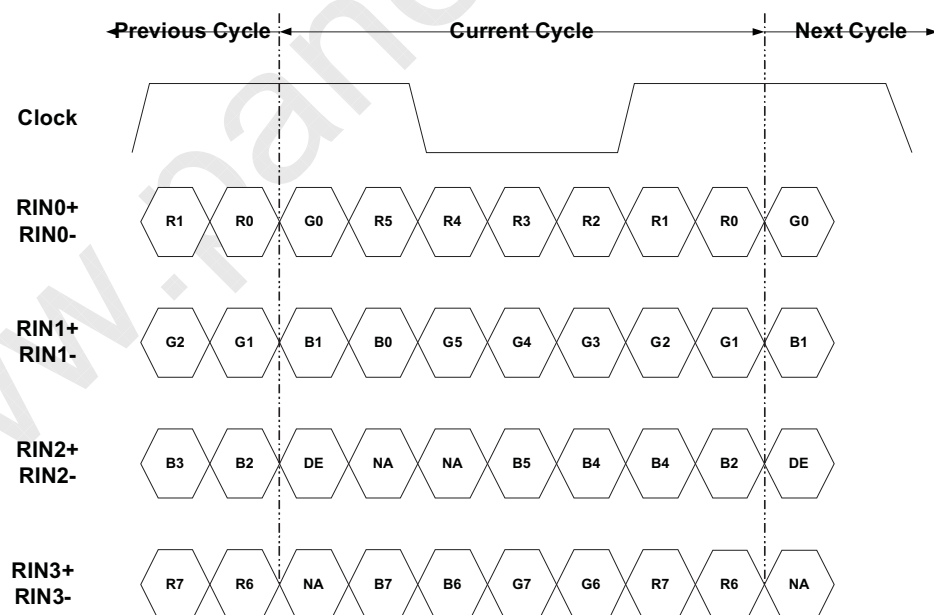 Previous Cycle Current Cycle Next Cycle
Clock
RIN0+
RIN0-
R1 R0 G0 R5 R4 R3 R2 R1 R0 G0
RIN1+
RIN1-
G2 G1 B1 B0 G5 G4 G3 G2 G1 B1
RIN2+
RIN2-
B3 B2 DE NA NA B5 B4 B4 B2 DE
RIN3+
RIN3-
R7 R6 NA B7 B6 G7 G6 R7 R6 NA